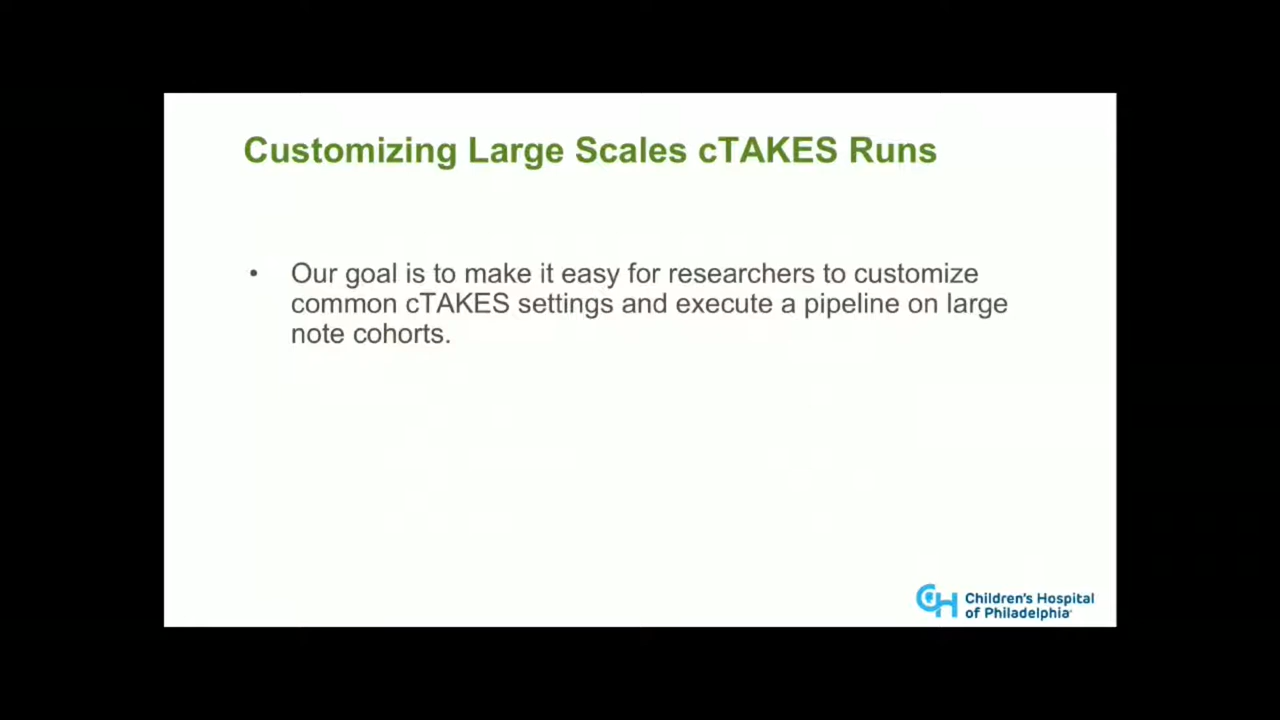 Customizing Large Scales cTAKES Runs
• Our goal is to make it easy for researchers to customize
common cTAKES settings and execute a pipeline on large
note cohorts.
CH Children's Hospital
of Philadelphia